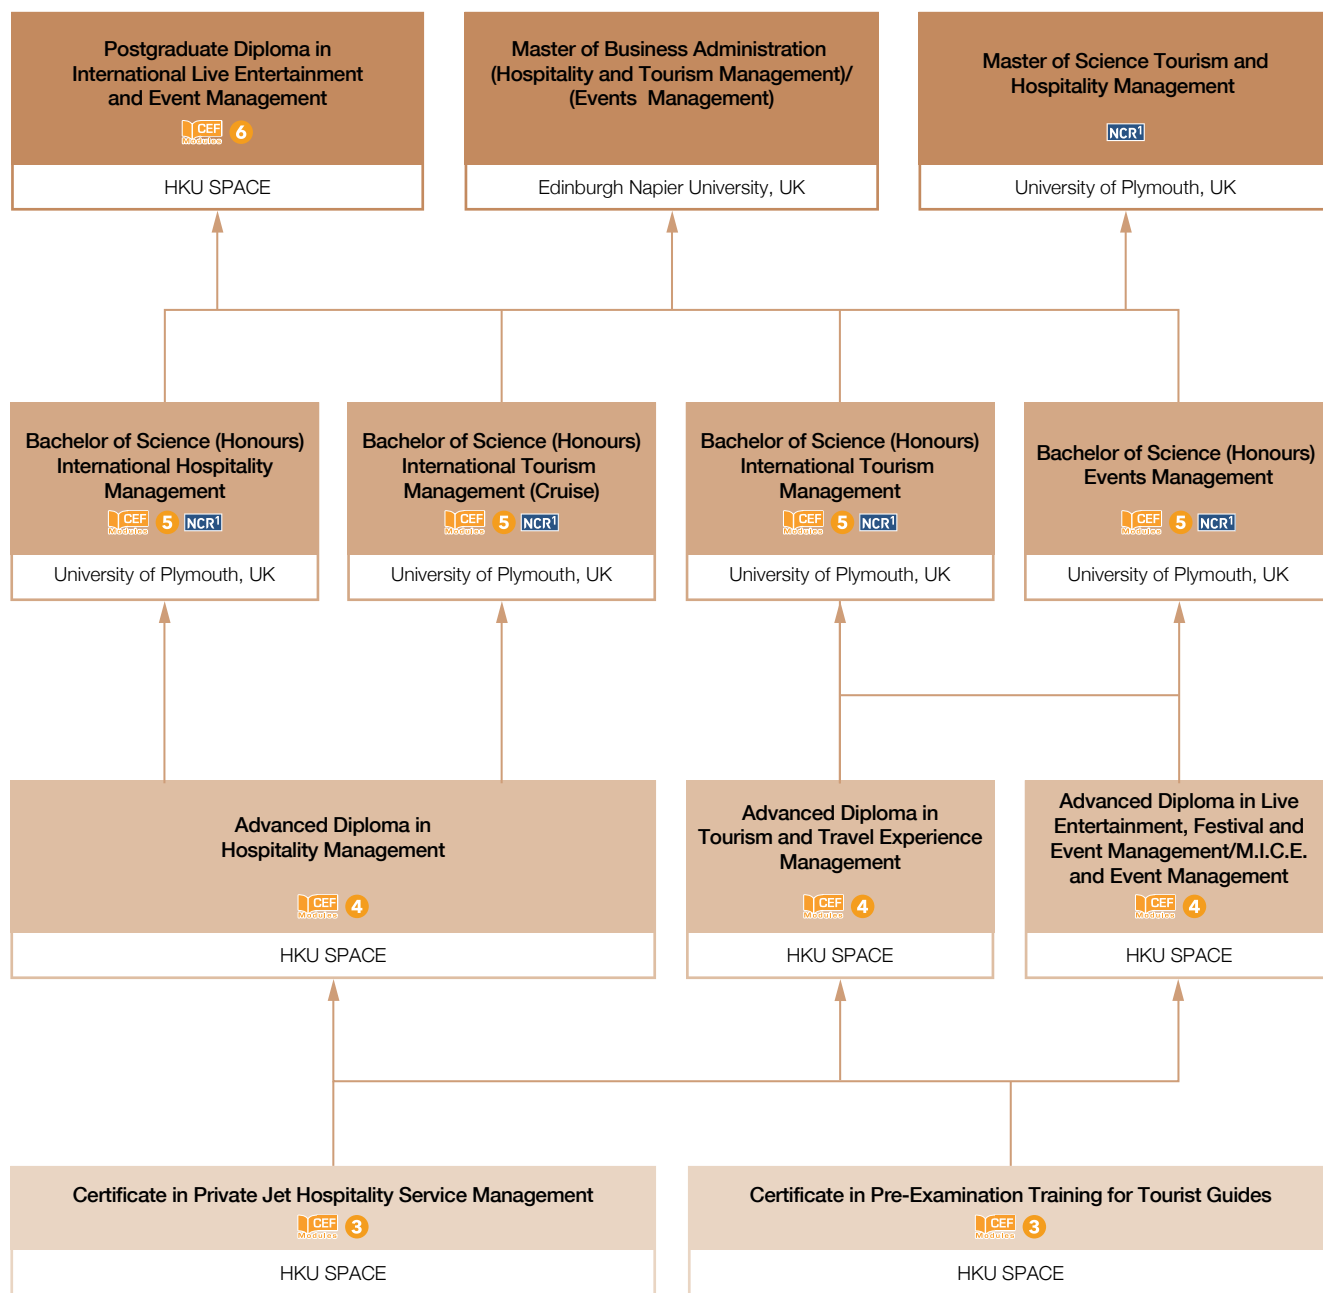 Postgraduate Diploma in
International Live Entertainment
and Event Management
CEF
Modules
6
HKU SPACE
Master of Business Administration
(Hospitality and Tourism Management)/
(Events Management)
Edinburgh Napier University, UK
Master of Science Tourism and
Hospitality Management
NCR1
University of Plymouth, UK
Bachelor of Science (Honours)
International Hospitality
Management
CEF
Modules
5 NCR1
University of Plymouth, UK
Bachelor of Science (Honours)
International Tourism
Management (Cruise)
CEF
Modules
5 NCR1
University of Plymouth, UK
Bachelor of Science (Honours)
International Tourism
Management
CEF
Modules
5 NCR1
University of Plymouth, UK
Bachelor of Science (Honours)
Events Management
CEF
Modules
5 NCR1
University of Plymouth, UK
Advanced Diploma in
Hospitality Management
CEF
Modules
4
HKU SPACE
Advanced Diploma in
Tourism and Travel Experience
Management
CEF
Modules
4
HKU SPACE
Advanced Diploma in Live
Entertainment, Festival and
Event Management/M.I.C.E.
and Event Management
CEF
Modules
4
HKU SPACE
Certificate in Private Jet Hospitality Service Management
CEF
Modules
3
HKU SPACE
Certificate in Pre-Examination Training for Tourist Guides
CEF
Modules
3
HKU SPACE